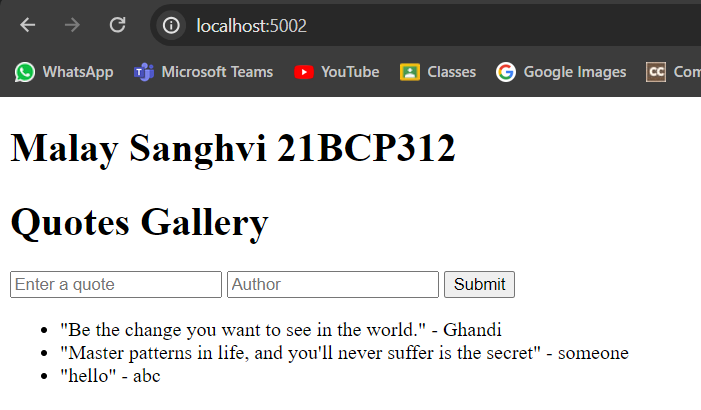 localhost:5002
WhatsApp Microsoft Teams YouTube Classes Google Images CC Com
Malay Sanghvi 21BCP312
Quotes Gallery
Enter a quote Author Submit
"Be the change you want to see in the world." - Ghandi
"Master patterns in life, and you'll never suffer is the secret" - someone
"hello" - abc